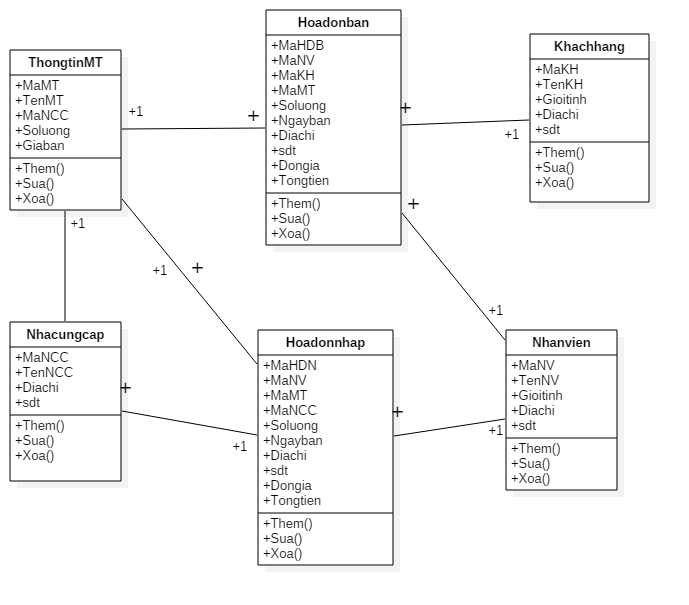 ThongtinMT
+MaMT
+TenMT
+MaNCC
+Soluong
+Giaban
+Them()
+Sua()
+Xoa()
+1
+
+1
+1
+
Hoadonban
+MaHDB
+MaNV
+MaKH
+MaMT
+Soluong
+Ngayban
+Diachi
+sdt
+Dongia
+Tongtien
+Them()
+Sua()
+Xoa()
+
+1
+
+1
Khachhang
+MaKH
+TenKH
+Gioitinh
+Diachi
+sdt
+Them()
+Sua()
+Xoa()
Nhacungcap
+MaNCC
+TenNCC
+Diachi
+sdt
+Them()
+Sua()
+Xoa()
+
+1
Hoadonnhap
+MaHDN
+MaNV
+MaMT
+MaNCC
+Soluong
+Ngayban
+Diachi
+sdt
+Dongia
+Tongtien
+Them()
+Sua()
+Xoa()
+
+1
Nhanvien
+MaNV
+TenNV
+Gioitinh
+Diachi
+sdt
+Them()
+Sua()
+Xoa()